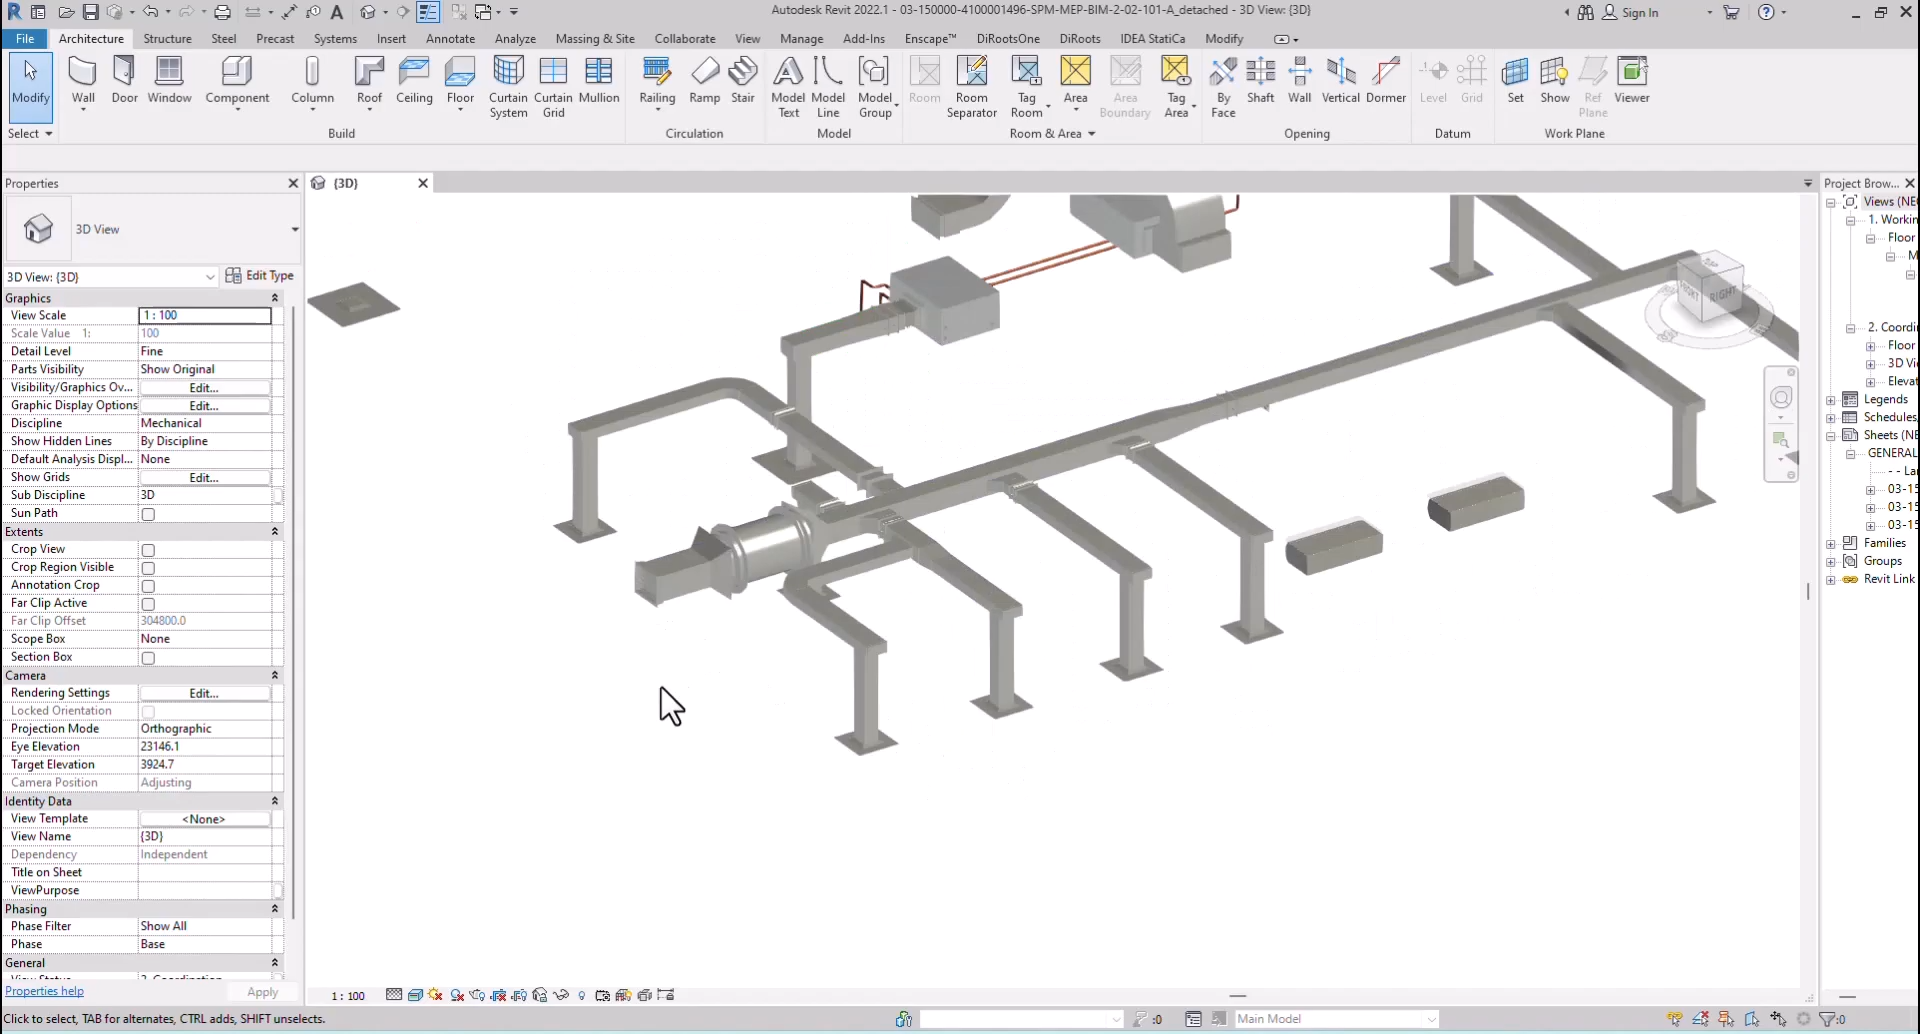 Autodesk Revit 2022.1 - 03-150000-4100001496-SPM-MEP-BIM-2-02-101-A_detached - 3D View: {3D}
Sign In
File Architecture Structure Steel Precast Systems Insert Annotate Analyze Massing & Site Collaborate View Manage Add-Ins Enscape™ DiRootsOne DiRoots IDEA StatiCa Modify
Modify Wall Door Window Component Column Roof Ceiling Floor Curtain System Curtain Grid Mullion Railing Ramp Stair Model Text Model Line Model Group Room Room Separator Tag Room Area Area Boundary Tag Area By Face Shaft Wall Vertical Dormer Level Grid Set Show Ref Plane Viewer
Select Build Circulation Model Room & Area Opening Datum Work Plane
Properties
{3D}
Project Brow...
3D View
3D View: {3D} Edit Type
Graphics
View Scale 1 : 100
Scale Value 1: 100
Detail Level Fine
Parts Visibility Show Original
Visibility/Graphics Ov... Edit...
Graphic Display Options Edit...
Discipline Mechanical
Show Hidden Lines By Discipline
Default Analysis Displ... None
Show Grids Edit...
Sub Discipline 3D
Sun Path
Extents
Crop View
Crop Region Visible
Annotation Crop
Far Clip Active
Far Clip Offset 304800.0
Scope Box None
Section Box
Camera
Rendering Settings Edit...
Locked Orientation
Projection Mode Orthographic
Eye Elevation 23146.1
Target Elevation 3924.7
Camera Position Adjusting
Identity Data
View Template <None>
View Name {3D}
Dependency Independent
Title on Sheet
ViewPurpose
Phasing
Phase Filter Show All
Phase Base
General
Properties help Apply
FRONT RIGHT
Views (NE
1. Workin
Floor
M
2. Coordi
Floor
3D Vi
Elevat
Legends
Schedules,
Sheets (NE
GENERAL
- - La
03-15
03-15
03-15
Families
Groups
Revit Link
1 : 100
Click to select, TAB for alternates, CTRL adds, SHIFT unselects.
:0
Main Model
:0